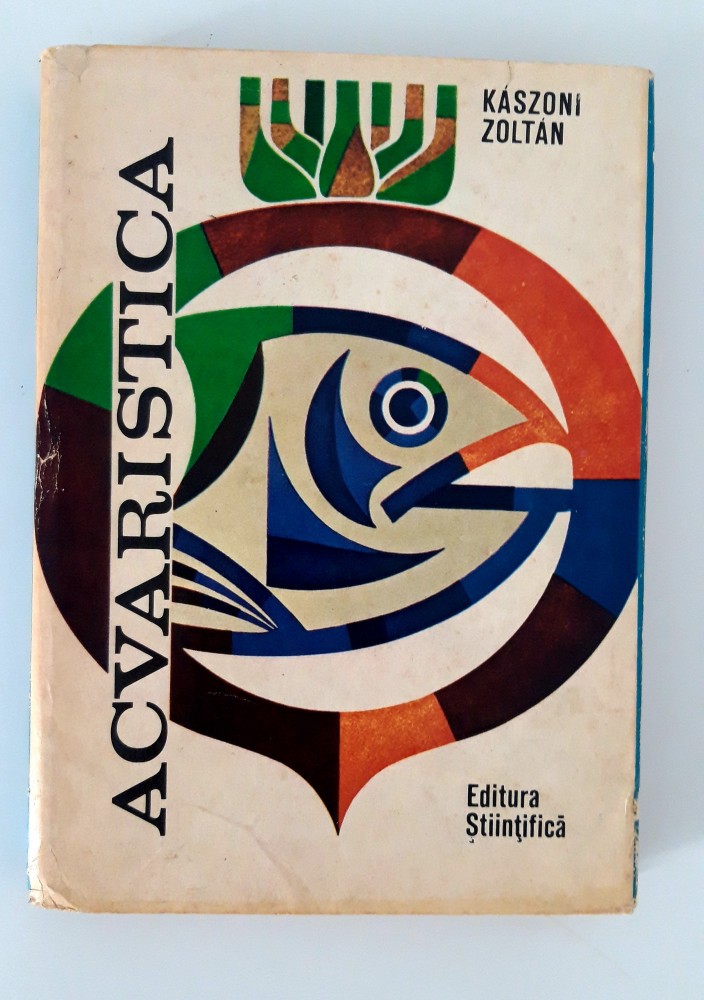 KÁSZONI
ZOLTÁN
ACVARISTICA
Editura
Ştiinţifică